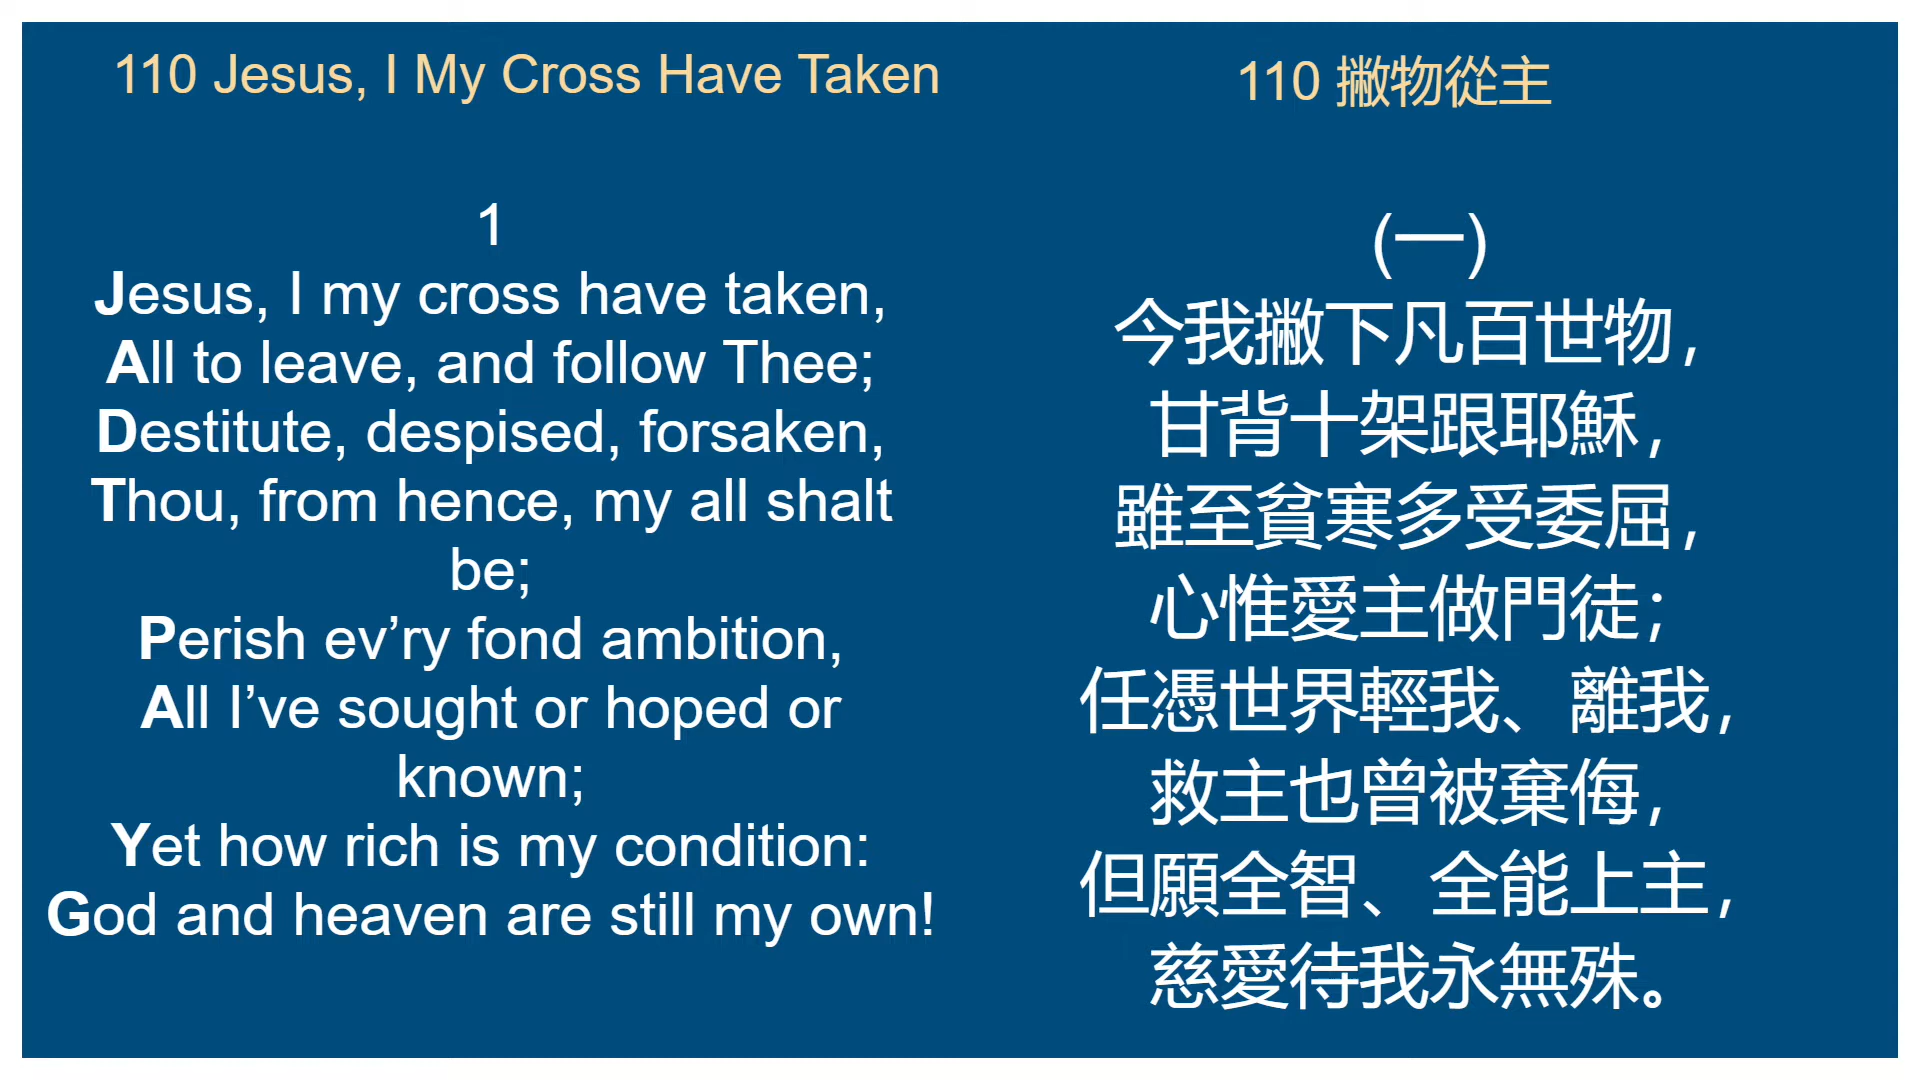 110 Jesus, I My Cross Have Taken
1
Jesus, I my cross have taken,
All to leave, and follow Thee;
Destitute, despised, forsaken,
Thou, from hence, my all shalt
be;
Perish ev’ry fond ambition,
All I’ve sought or hoped or
known;
Yet how rich is my condition:
God and heaven are still my own!
110 撇物從主
(一)
今我撇下凡百世物，
甘背十架跟耶穌，
雖至貧寒多受委屈，
心惟愛主做門徒；
任憑世界輕我、離我，
救主也曾被棄侮，
但願全智、全能上主，
慈愛待我永無殊。